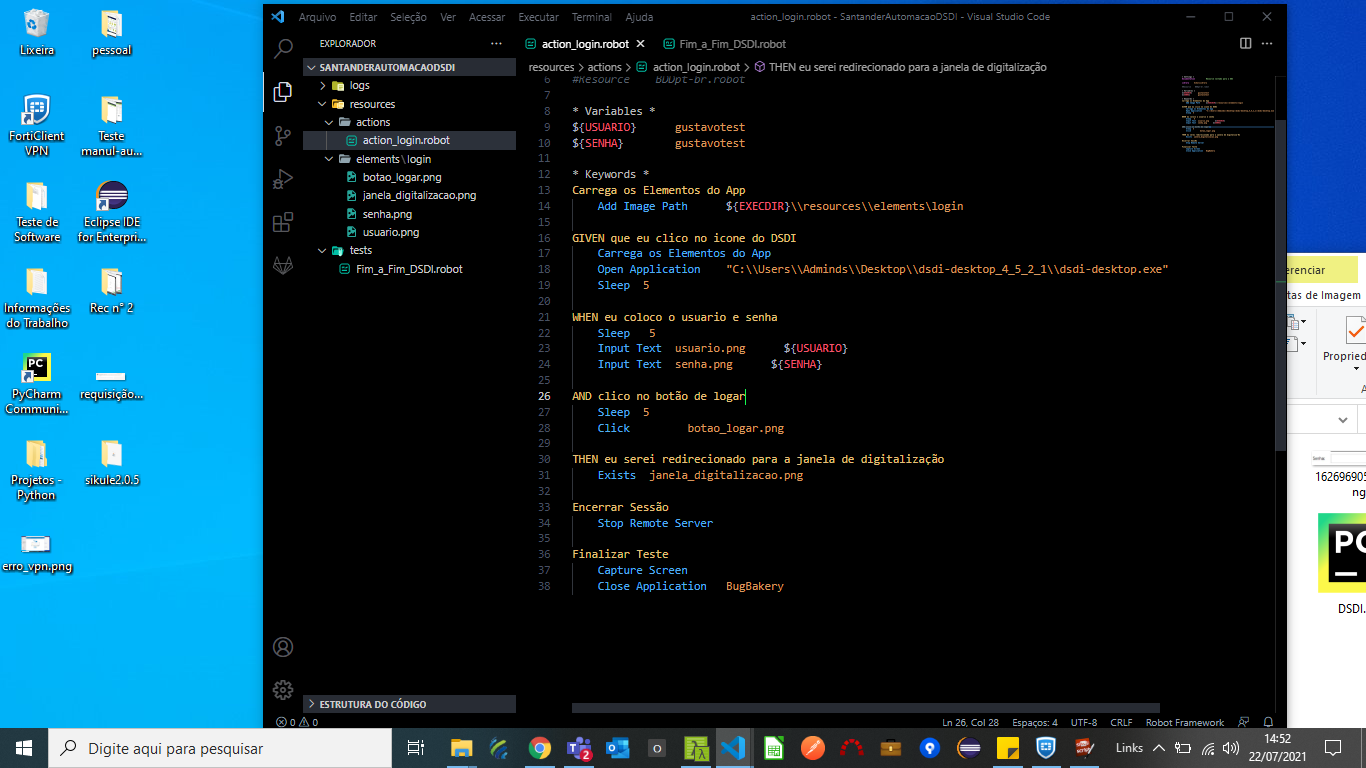 Lixeira
pessoal
FortiClient VPN
Teste manul-au...
Teste de Software
Eclipse IDE for Enterpri...
Informações do Trabalho
Rec n° 2
PyCharm Communi...
requisição...
Projetos - Python
sikule2.0.5
erro_vpn.png
Arquivo Editar Seleção Ver Acessar Executar Terminal Ajuda
action_login.robot - SantanderAutomacaoDSDI - Visual Studio Code
EXPLORADOR
SANTANDERAUTOMACAODSDI
logs
resources
actions
action_login.robot
elements\login
botao_logar.png
janela_digitalizacao.png
senha.png
usuario.png
tests
Fim_a_Fim_DSDI.robot
ESTRUTURA DO CÓDIGO
action_login.robot Fim_a_Fim_DSDI.robot
resources > actions > action_login.robot > THEN eu serei redirecionado para a janela de digitalização
6 #Resource BDDpt-br.robot
7
8 * Variables *
9 ${USUARIO} gustavotest
10 ${SENHA} gustavotest
11
12 * Keywords *
13 Carrega os Elementos do App
14 Add Image Path ${EXECDIR}\\resources\\elements\login
15
16 GIVEN que eu clico no icone do DSDI
17 Carrega os Elementos do App
18 Open Application "C:\\Users\\Adminds\\Desktop\\dsdi-desktop_4_5_2_1\\dsdi-desktop.exe"
19 Sleep 5
20
21 WHEN eu coloco o usuario e senha
22 Sleep 5
23 Input Text usuario.png ${USUARIO}
24 Input Text senha.png ${SENHA}
25
26 AND clico no botão de logar
27 Sleep 5
28 Click botao_logar.png
29
30 THEN eu serei redirecionado para a janela de digitalização
31 Exists janela_digitalizacao.png
32
33 Encerrar Sessão
34 Stop Remote Server
35
36 Finalizar Teste
37 Capture Screen
38 Close Application BugBakery
0 0
Ln 26, Col 28 Espaços: 4 UTF-8 CRLF Robot Framework
erenciar
tas de Imagem
Propried
A
Senha
162696905
ng
PC
DSDI.
Digite aqui para pesquisar
2
Links
14:52
22/07/2021